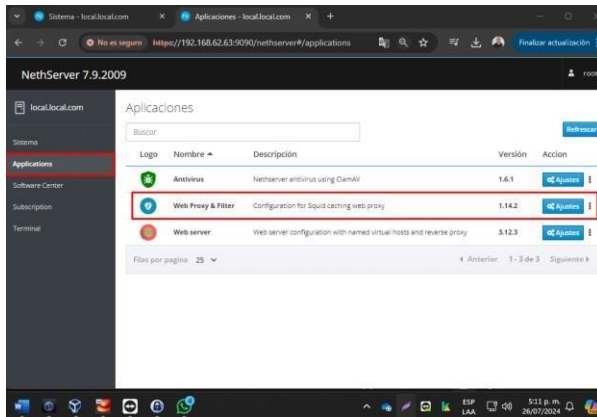 Sistema - local.local.com
Aplicaciones - local.local.com
No es seguro https://192.168.62.63:9090/nethserver#/applications
Finalizar actualización
NethServer 7.9.2009
root
local.local.com
Aplicaciones
Buscar
Refrescar
Sistema
Applications
Software Center
Subscription
Terminal
Logo Nombre Descripción Versión Accion
Antivirus Nethserver antivirus using ClamAV 1.6.1 Ajustes
Web Proxy & Filter Configuration for Squid caching web proxy 1.14.2 Ajustes
Web server Web server configuration with named virtual hosts and reverse proxy 3.12.3 Ajustes
Filas por pagina 25 Anterior 1 - 3 de 3 Siguiente
ESP
LAA
5:11 p. m.
26/07/2024